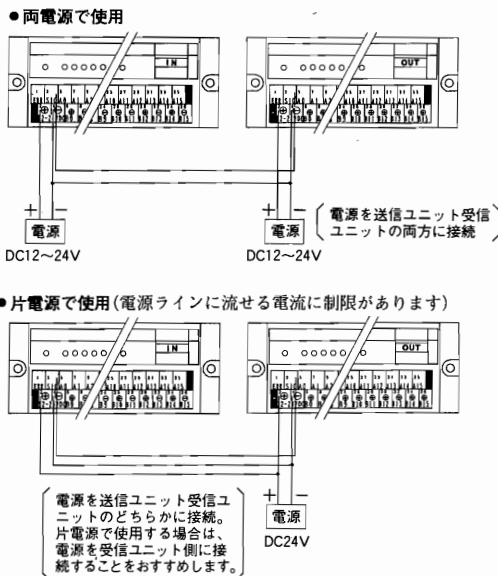 ●両電源で使用
IN
OUT
+ −
電源
DC12〜24V
+ −
電源
DC12〜24V
電源を送信ユニット受信
ユニットの両方に接続
●片電源で使用(電源ラインに流せる電流に制限があります)
IN
OUT
電源を送信ユニット受信ユ
ニットのどちらかに接続。
片電源で使用する場合は、
電源を受信ユニット側に接
続することをおすすめします。
+ −
電源
DC24V